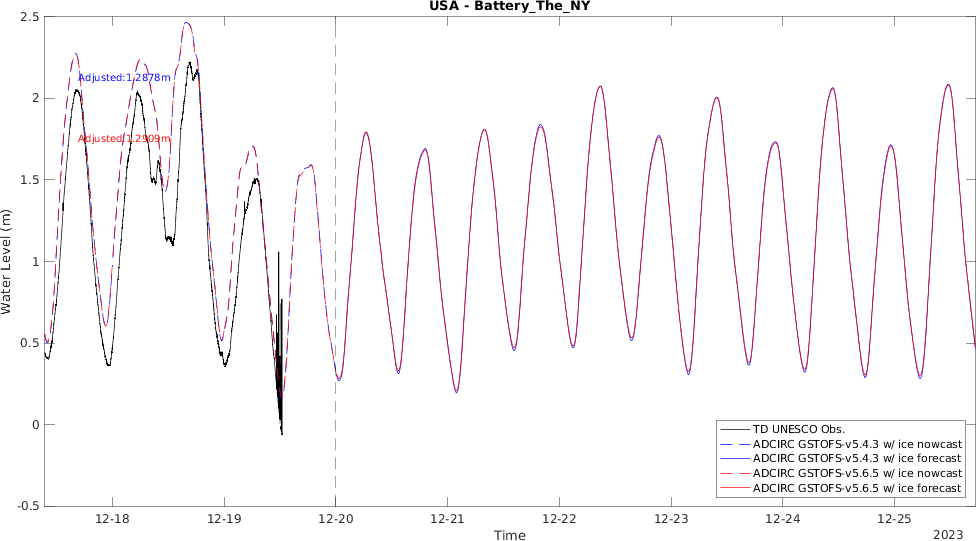 USA - Battery_The_NY
2.5
2
1.5
1
0.5
0
-0.5
Water Level (m)
Adjusted:1.2878m
Adjusted:1.2909m
TD UNESCO Obs.
ADCIRC GSTOFS-v5.4.3 w/ ice nowcast
ADCIRC GSTOFS-v5.4.3 w/ ice forecast
ADCIRC GSTOFS-v5.6.5 w/ ice nowcast
ADCIRC GSTOFS-v5.6.5 w/ ice forecast
12-18 12-19 12-20 12-21 12-22 12-23 12-24 12-25
Time
2023